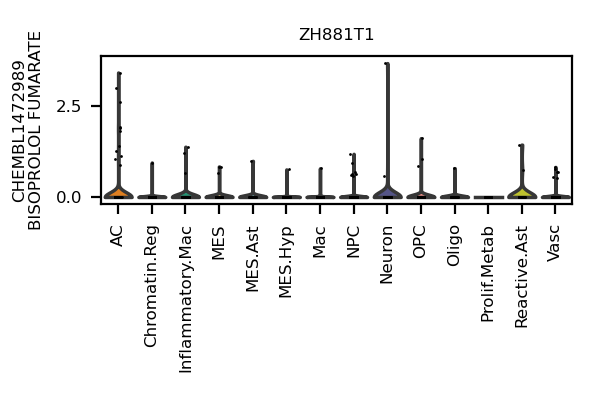 ZH881T1
CHEMBL1472989
BISOPROLOL FUMARATE
2.5
0.0
AC
Chromatin.Reg
Inflammatory.Mac
MES
MES.Ast
MES.Hyp
Mac
NPC
Neuron
OPC
Oligo
Prolif.Metab
Reactive.Ast
Vasc